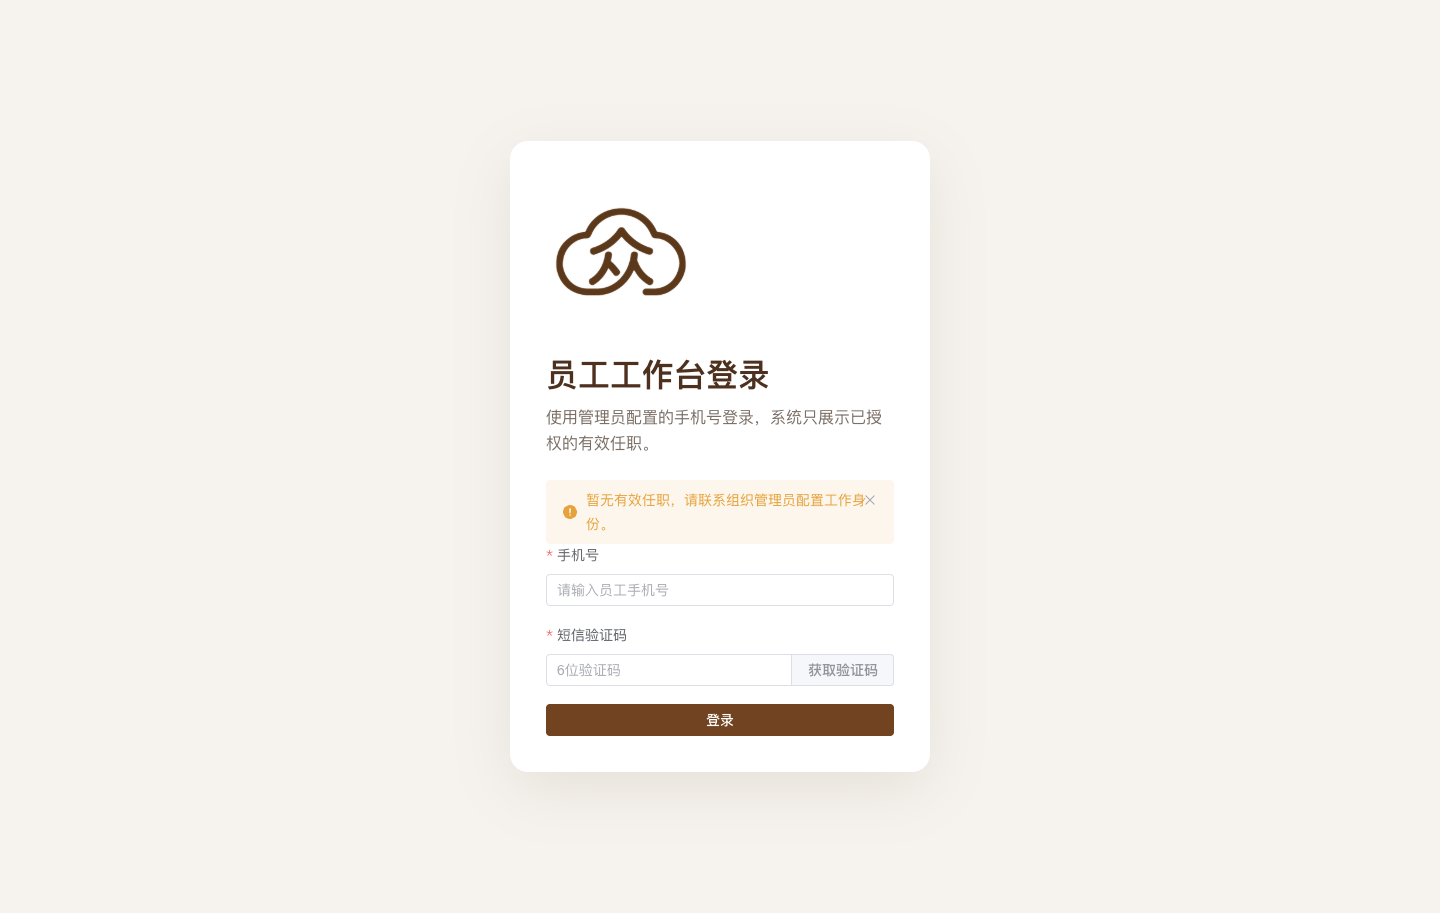 众
员工工作台登录
使用管理员配置的手机号登录，系统只展示已授
权的有效任职。
暂无有效任职，请联系组织管理员配置工作身
份。
* 手机号
请输入员工手机号
* 短信验证码
6位验证码
获取验证码
登录